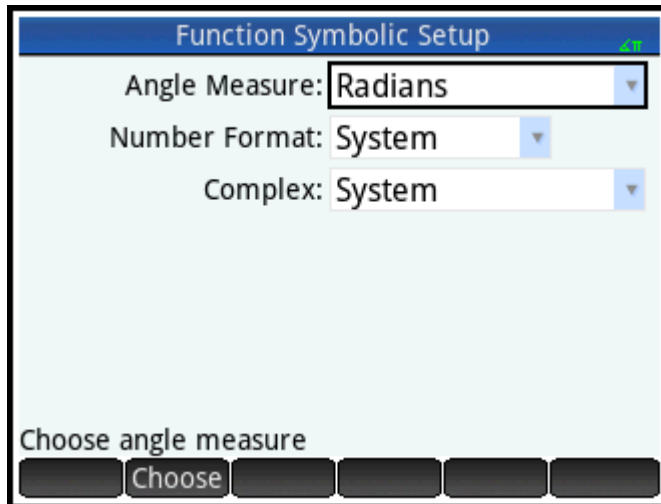 Function Symbolic Setup ∡π
Angle Measure: Radians
Number Format: System
Complex: System
Choose angle measure
Choose